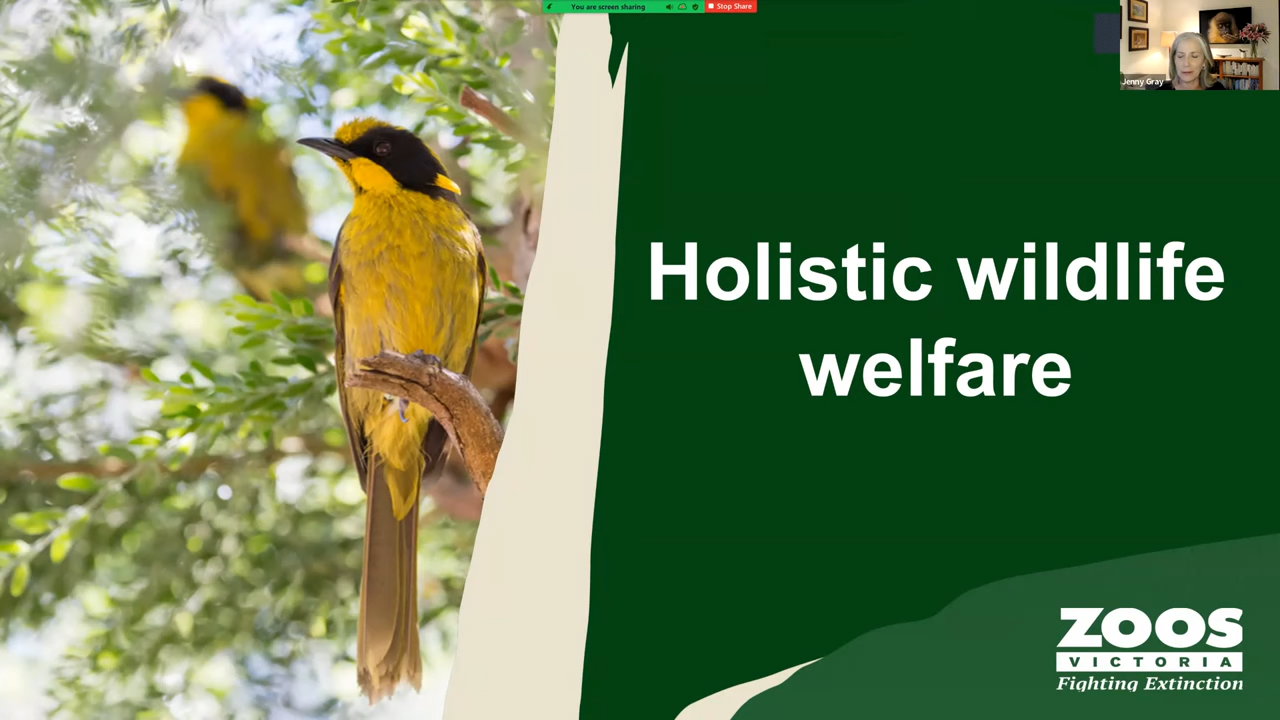 You are screen sharing
Stop Share
Jenny Gray
Holistic wildlife
welfare
ZOOS
VICTORIA
Fighting Extinction